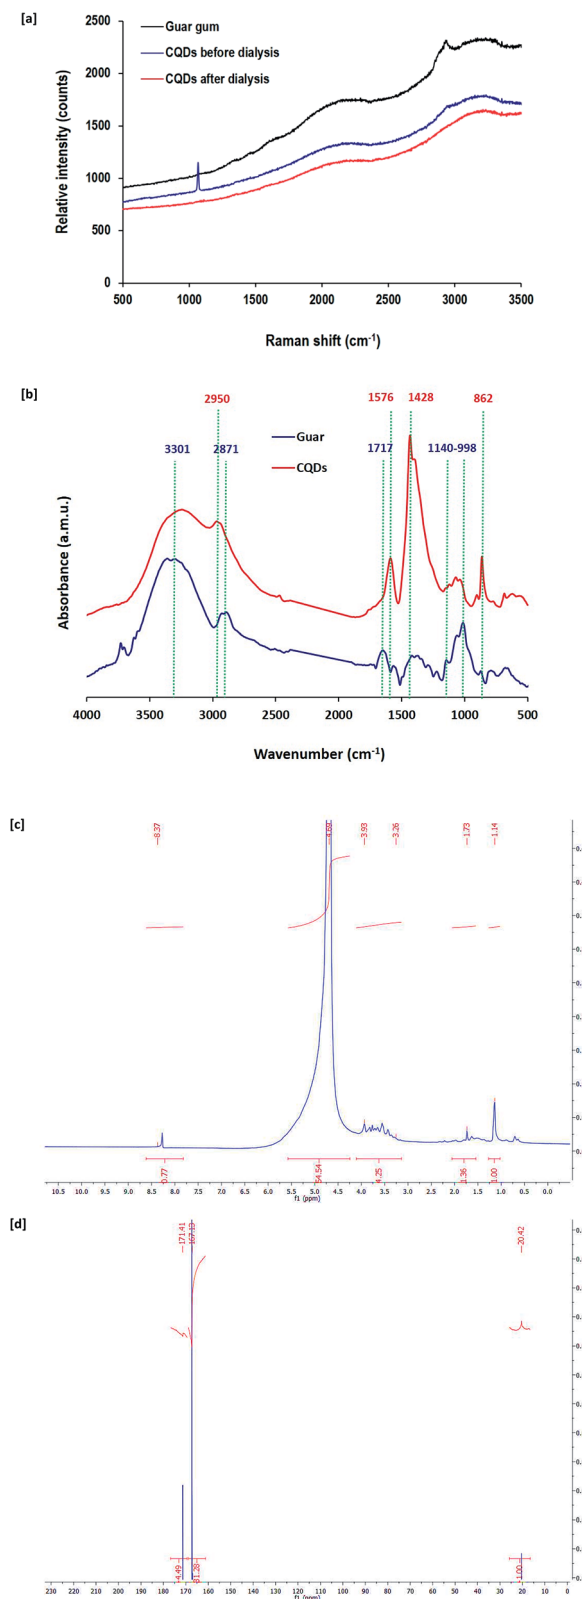 [a]
2500
2000
1500
1000
500
0
Relative intensity (counts)
Guar gum
CQDs before dialysis
CQDs after dialysis
500 1000 1500 2000 2500 3000 3500
Raman shift (cm-1)
[b]
2950 1576 1428 862
3301 2871 1717 1140-998
Guar
CQDs
Absorbance (a.m.u.)
4000 3500 3000 2500 2000 1500 1000 500
Wavenumber (cm-1)
[c]
8.37 4.69 3.93 3.26 1.73 1.14
0.77 54.54 4.25 1.36 1.00
10.5 10.0 9.5 9.0 8.5 8.0 7.5 7.0 6.5 6.0 5.5 5.0 4.5 4.0 3.5 3.0 2.5 2.0 1.5 1.0 0.5 0.0
f1 (ppm)
[d]
171.41 167.13 20.42
4.49 31.28 1.00
230 220 210 200 190 180 170 160 150 140 130 120 110 100 90 80 70 60 50 40 30 20 10 0
f1 (ppm)